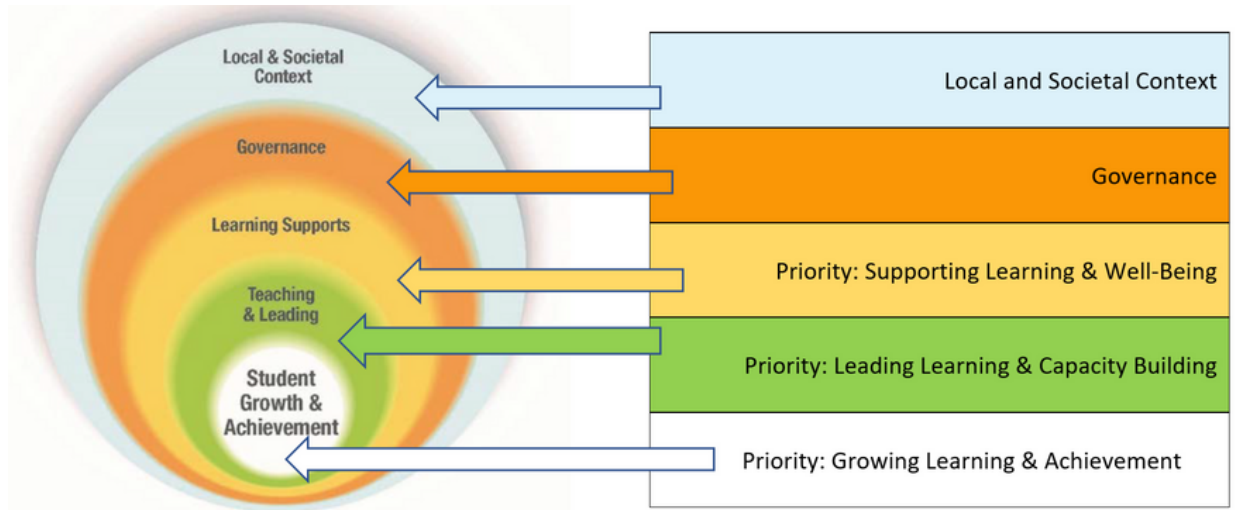 Local & Societal
Context
Governance
Learning Supports
Teaching
& Leading
Student
Growth &
Achievement
Local and Societal Context
Governance
Priority: Supporting Learning & Well-Being
Priority: Leading Learning & Capacity Building
Priority: Growing Learning & Achievement